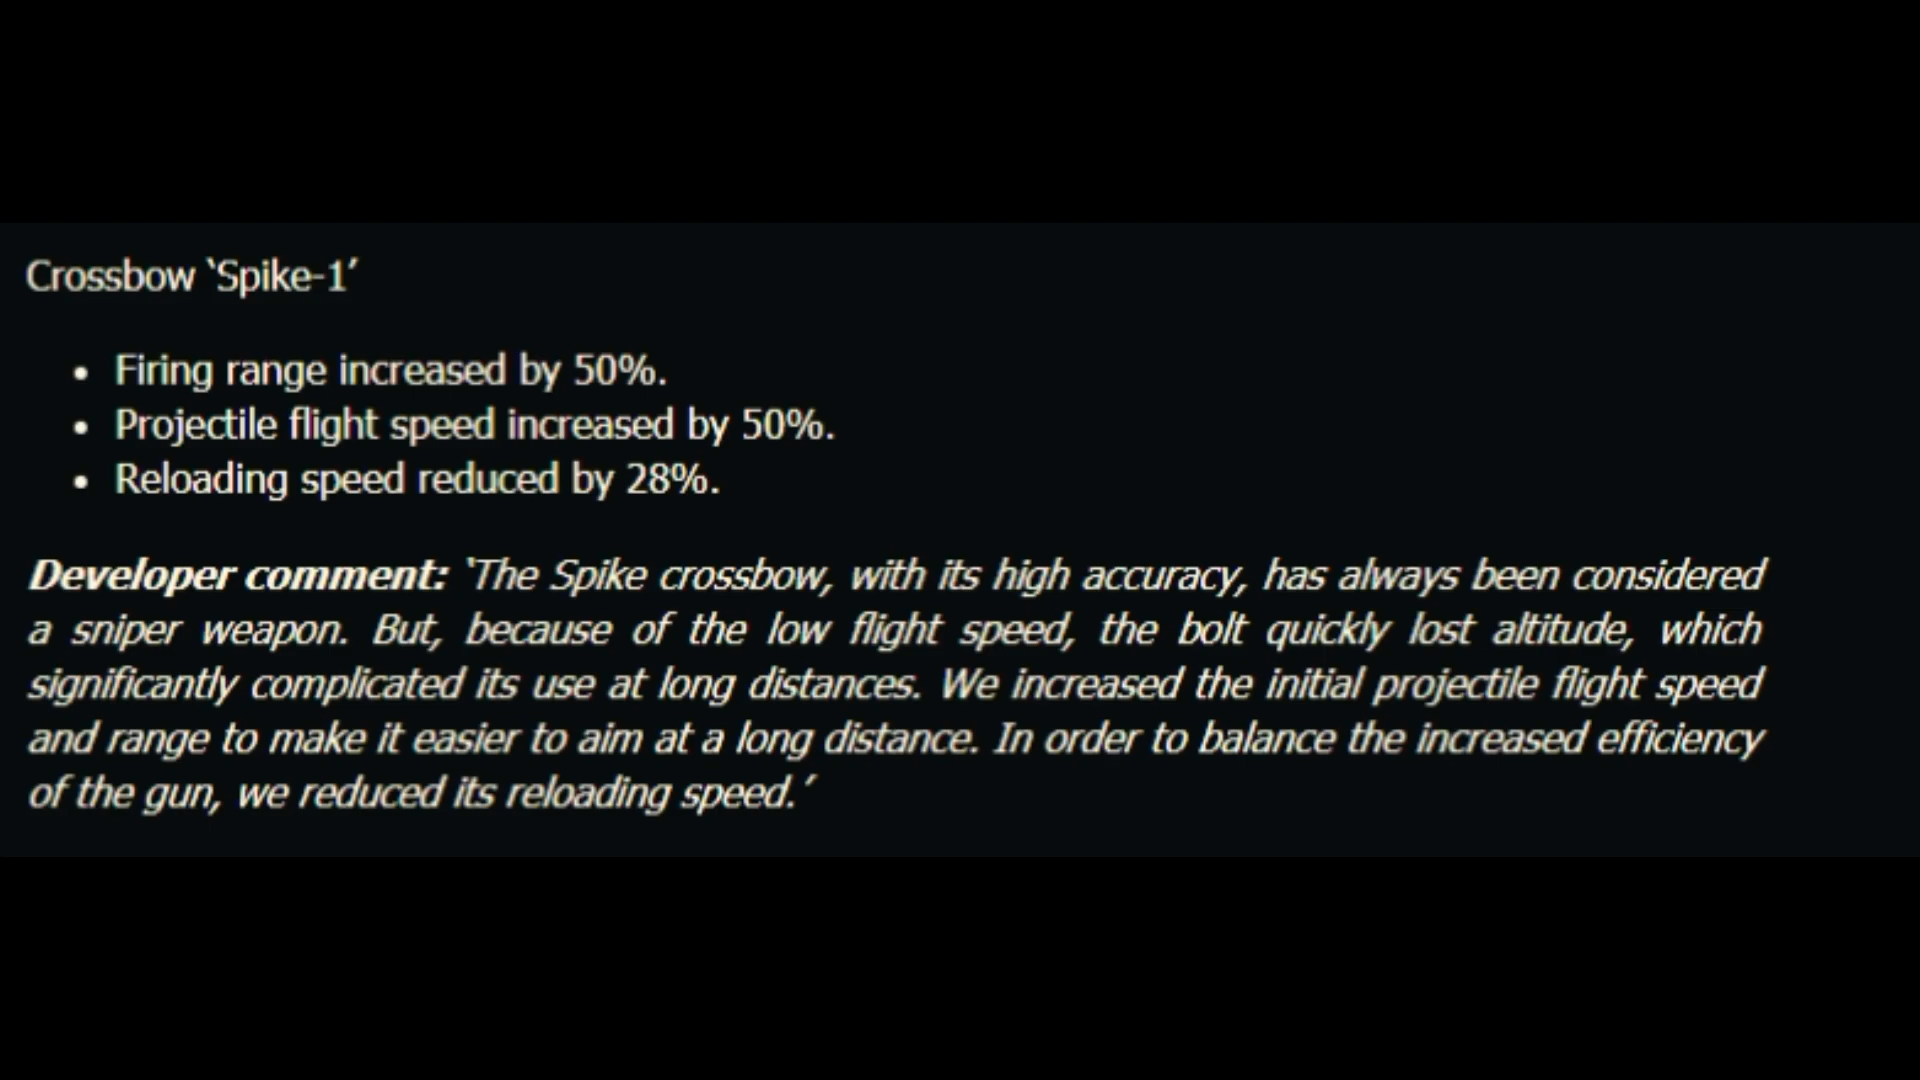 Crossbow ‵Spike-1′
• Firing range increased by 50%.
• Projectile flight speed increased by 50%.
• Reloading speed reduced by 28%.
Developer comment: ‵The Spike crossbow, with its high accuracy, has always been considered
a sniper weapon. But, because of the low flight speed, the bolt quickly lost altitude, which
significantly complicated its use at long distances. We increased the initial projectile flight speed
and range to make it easier to aim at a long distance. In order to balance the increased efficiency
of the gun, we reduced its reloading speed.′